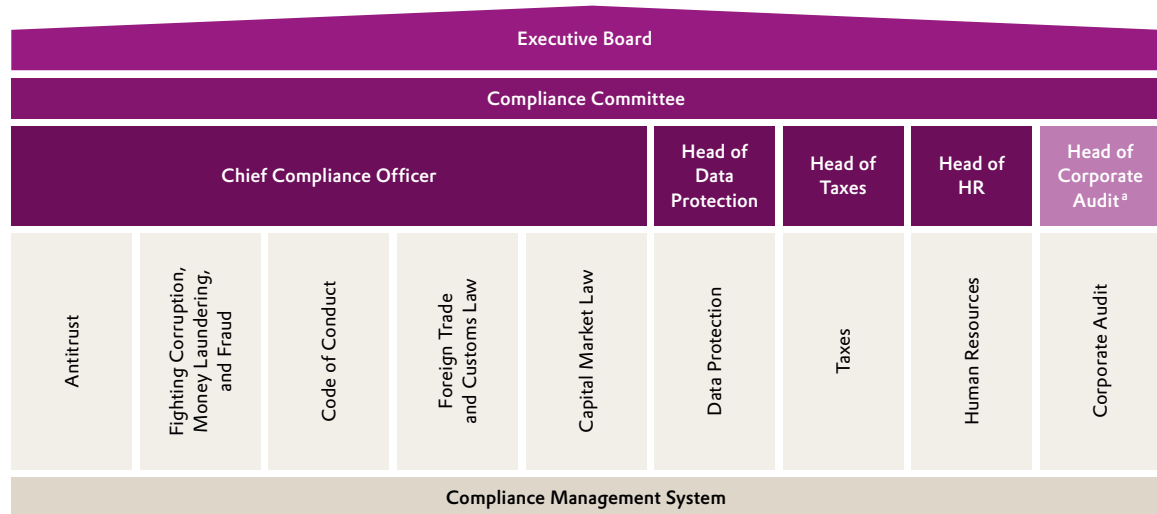 Executive Board
Compliance Committee
Chief Compliance Officer
Head of
Data
Protection
Head of
Taxes
Head of
HR
Head of
Corporate
Audit a
Antitrust
Fighting Corruption,
Money Laundering,
and Fraud
Code of Conduct
Foreign Trade
and Customs Law
Capital Market Law
Data Protection
Taxes
Human Resources
Corporate Audit
Compliance Management System